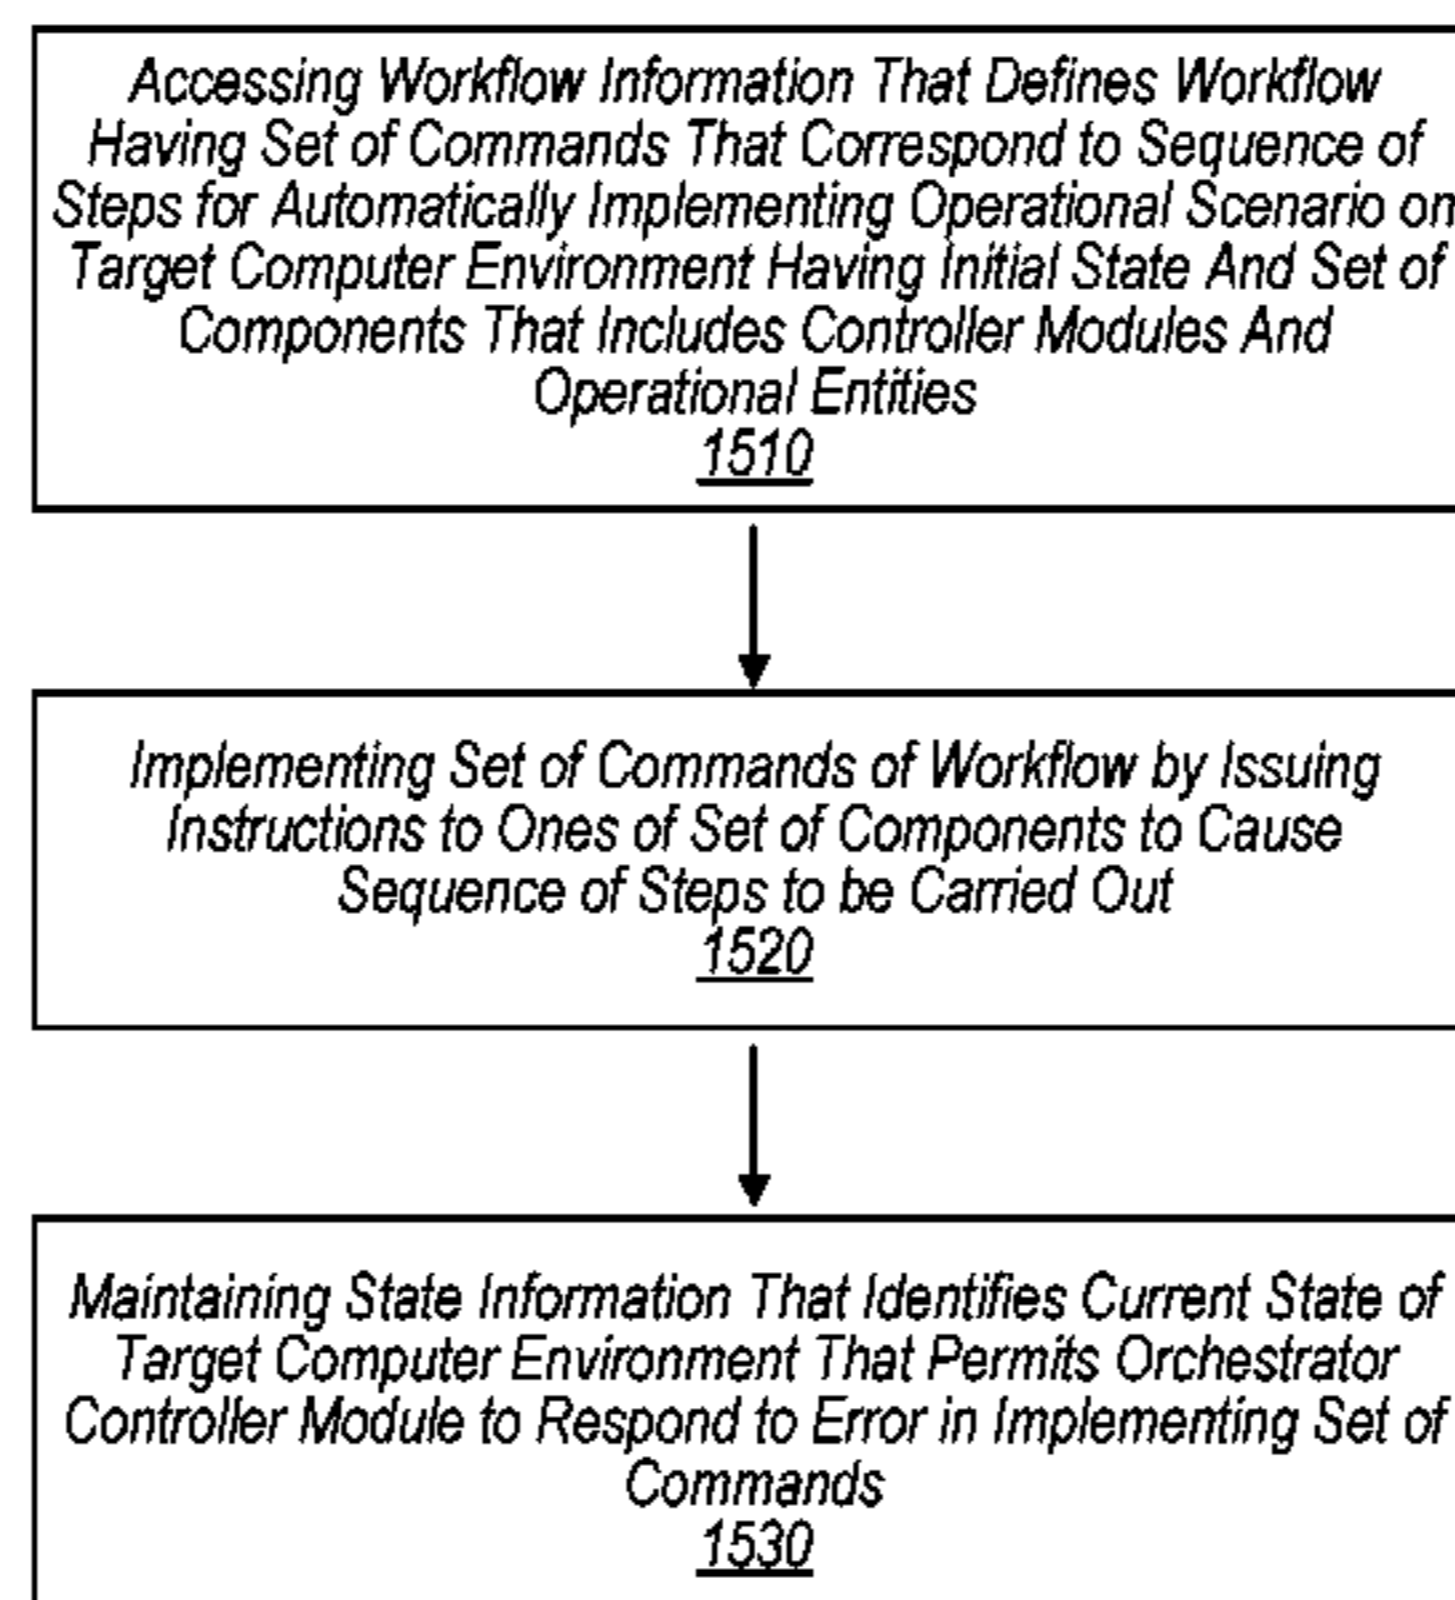 Accessing Workflow Information That Defines Workflow
Having Set of Commands That Correspond to Sequence of
Steps for Automatically Implementing Operational Scenario on
Target Computer Environment Having Initial State And Set of
Components That Includes Controller Modules And
Operational Entities
1510
Implementing Set of Commands of Workflow by Issuing
Instructions to Ones of Set of Components to Cause
Sequence of Steps to be Carried Out
1520
Maintaining State Information That Identifies Current State of
Target Computer Environment That Permits Orchestrator
Controller Module to Respond to Error in Implementing Set of
Commands
1530